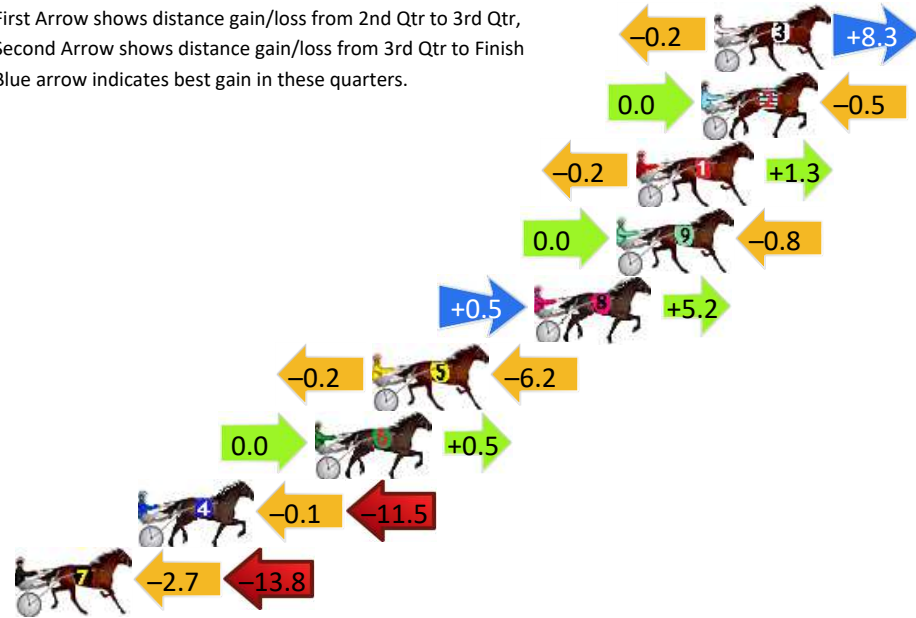 First Arrow shows distance gain/loss from 2nd Qtr to 3rd Qtr,
Second Arrow shows distance gain/loss from 3rd Qtr to Finish
Blue arrow indicates best gain in these quarters.
–0.2 3 +8.3
0.0 2 –0.5
–0.2 1 +1.3
0.0 9 –0.8
+0.5 8 +5.2
–0.2 5 –6.2
0.0 6 +0.5
4 –0.1 –11.5
7 –2.7 –13.8